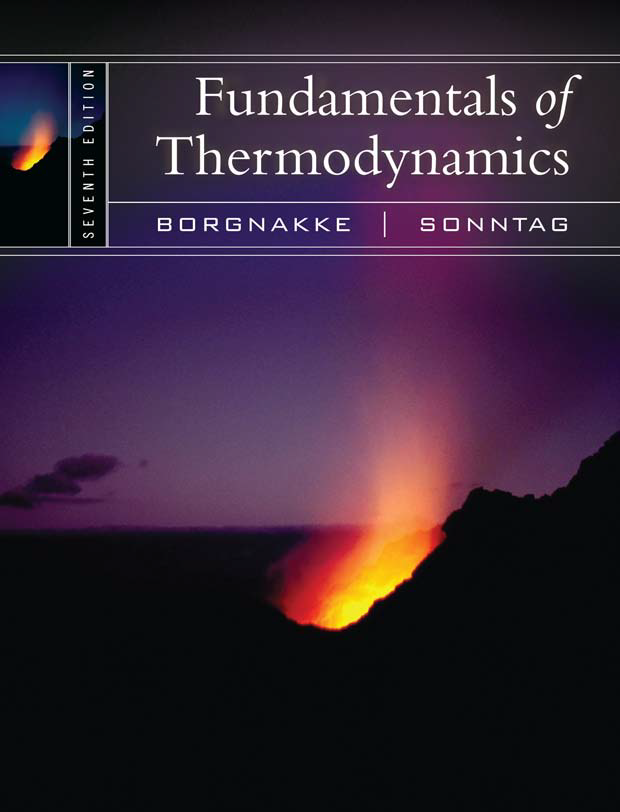 SEVENTH EDITION
Fundamentals of
Thermodynamics
BORGNAKKE | SONNTAG